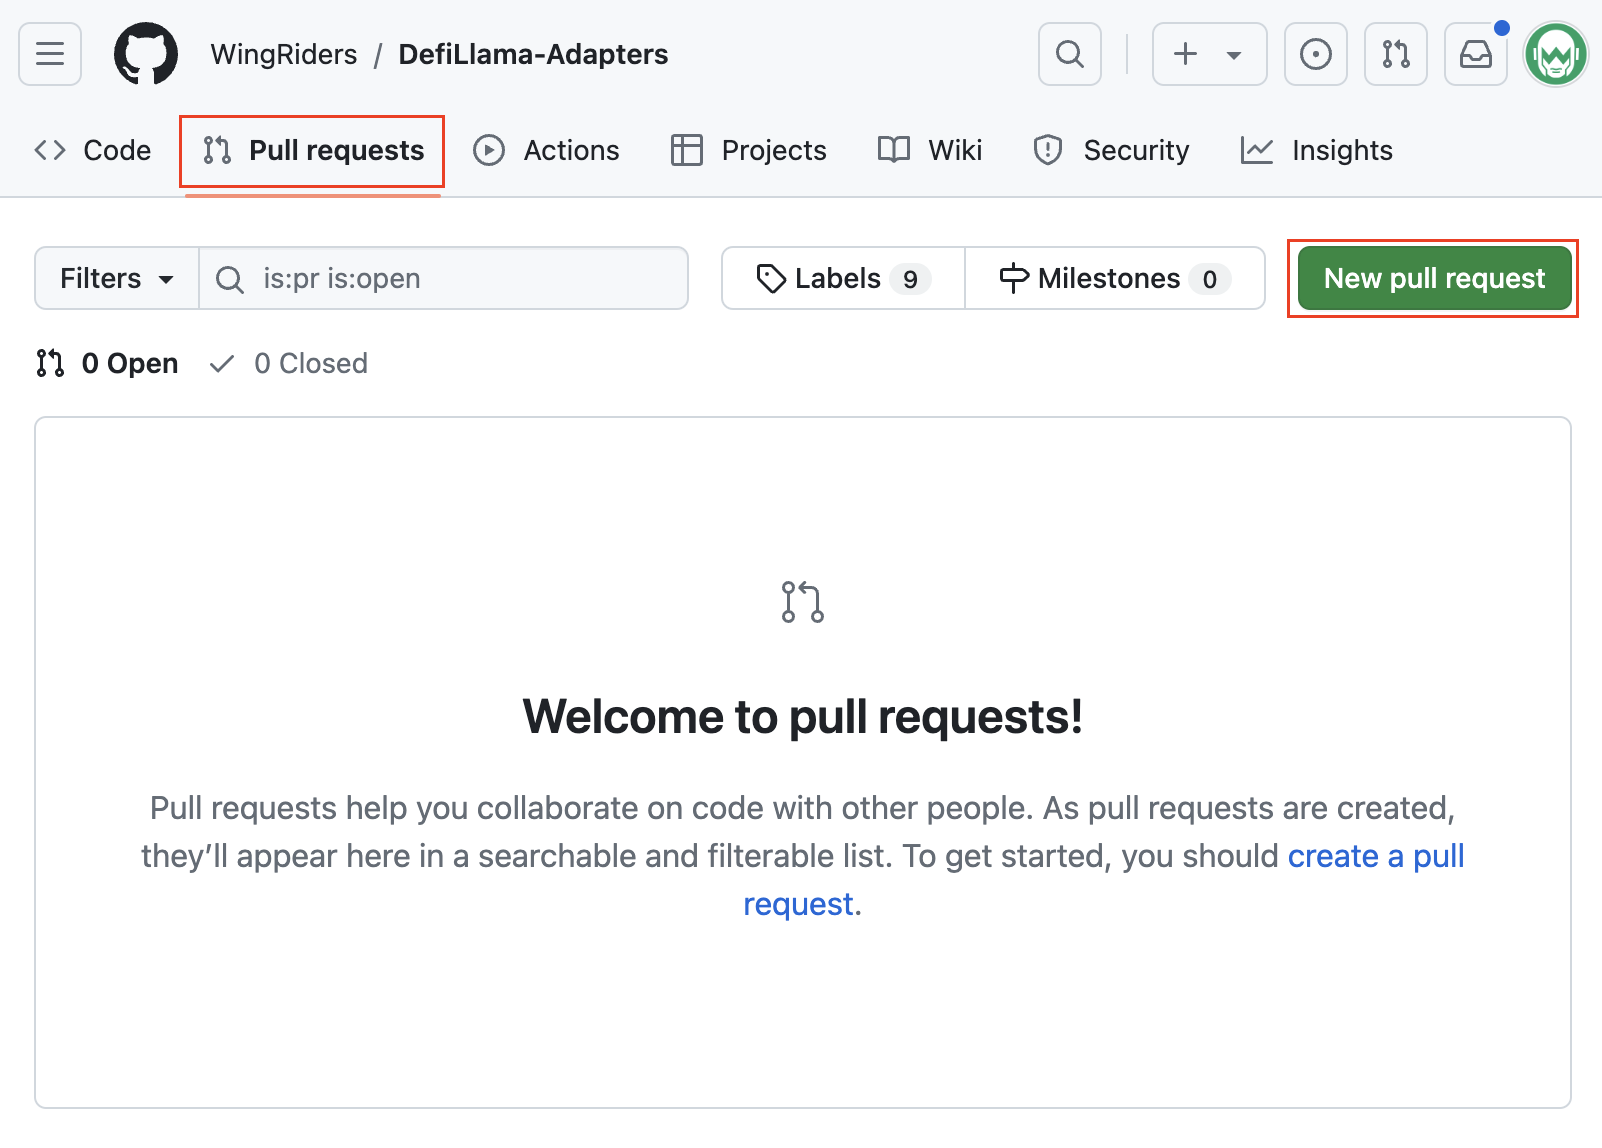 WingRiders / DefiLlama-Adapters
Code Pull requests Actions Projects Wiki Security Insights
Filters is:pr is:open Labels 9 Milestones 0 New pull request
0 Open 0 Closed
Welcome to pull requests!
Pull requests help you collaborate on code with other people. As pull requests are created,
they’ll appear here in a searchable and filterable list. To get started, you should create a pull
request.